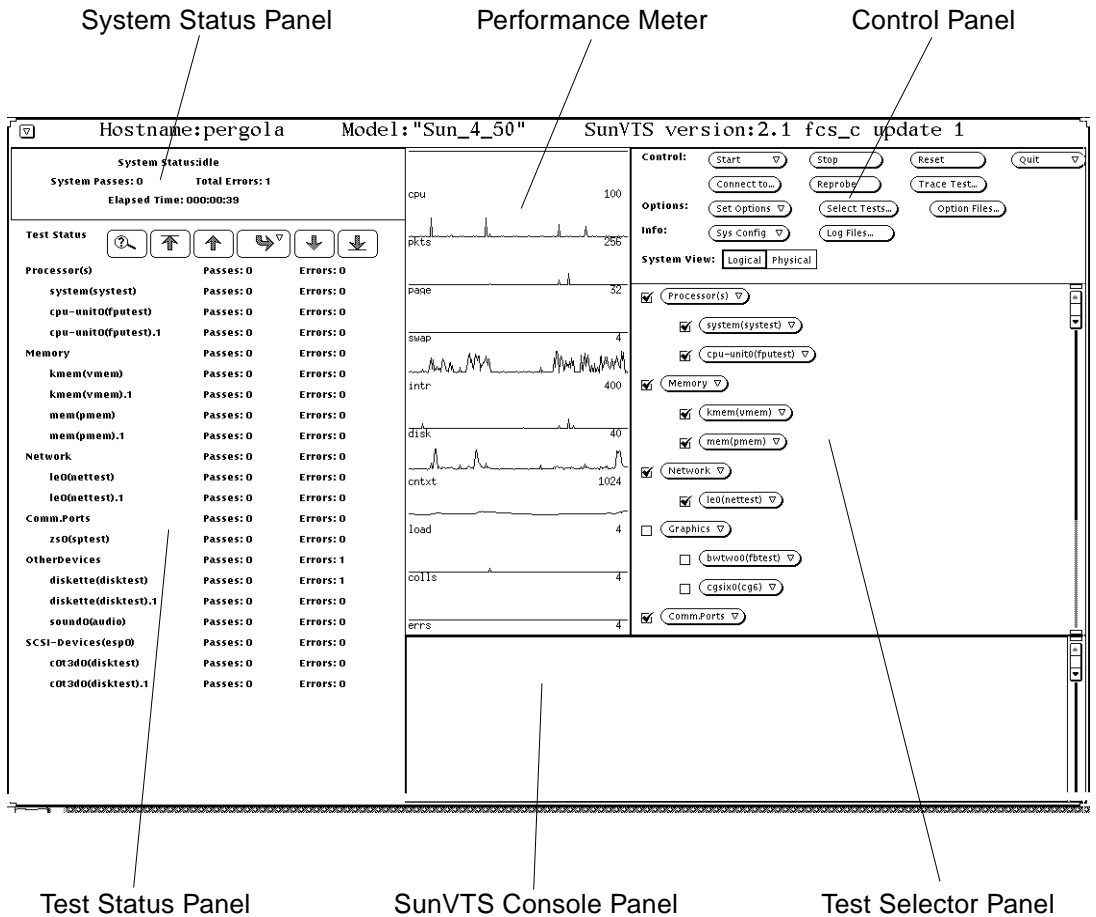 System Status Panel
Performance Meter
Control Panel
Hostname:pergola Model:"Sun_4_50" SunVTS version:2.1 fcs_c update 1
System Status:idle
System Passes: 0 Total Errors: 1
Elapsed Time: 000:00:39
Test Status
Processor(s) Passes: 0 Errors: 0
system(systest) Passes: 0 Errors: 0
cpu-unit0(fputest) Passes: 0 Errors: 0
cpu-unit0(fputest).1 Passes: 0 Errors: 0
Memory Passes: 0 Errors: 0
kmem(vmem) Passes: 0 Errors: 0
kmem(vmem).1 Passes: 0 Errors: 0
mem(pmem) Passes: 0 Errors: 0
mem(pmem).1 Passes: 0 Errors: 0
Network Passes: 0 Errors: 0
le0(nettest) Passes: 0 Errors: 0
le0(nettest).1 Passes: 0 Errors: 0
Comm.Ports Passes: 0 Errors: 0
zs0(sptest) Passes: 0 Errors: 0
OtherDevices Passes: 0 Errors: 1
diskette(disktest) Passes: 0 Errors: 1
diskette(disktest).1 Passes: 0 Errors: 0
sound0(audio) Passes: 0 Errors: 0
SCSI-Devices(esp0) Passes: 0 Errors: 0
c0t3d0(disktest) Passes: 0 Errors: 0
c0t3d0(disktest).1 Passes: 0 Errors: 0
cpu 100
pkts 256
page 32
swap 4
intr 400
disk 40
cntxt 1024
load 4
colls 4
errs 4
Control: Start Stop Reset Quit
Connect to... Reprobe Trace Test...
Options: Set Options Select Tests... Option Files...
Info: Sys Config Log Files...
System View: Logical Physical
Processor(s)
system(systest)
cpu-unit0(fputest)
Memory
kmem(vmem)
mem(pmem)
Network
le0(nettest)
Graphics
bwtwo0(fbtest)
cgsix0(cg6)
Comm.Ports
Test Status Panel
SunVTS Console Panel
Test Selector Panel